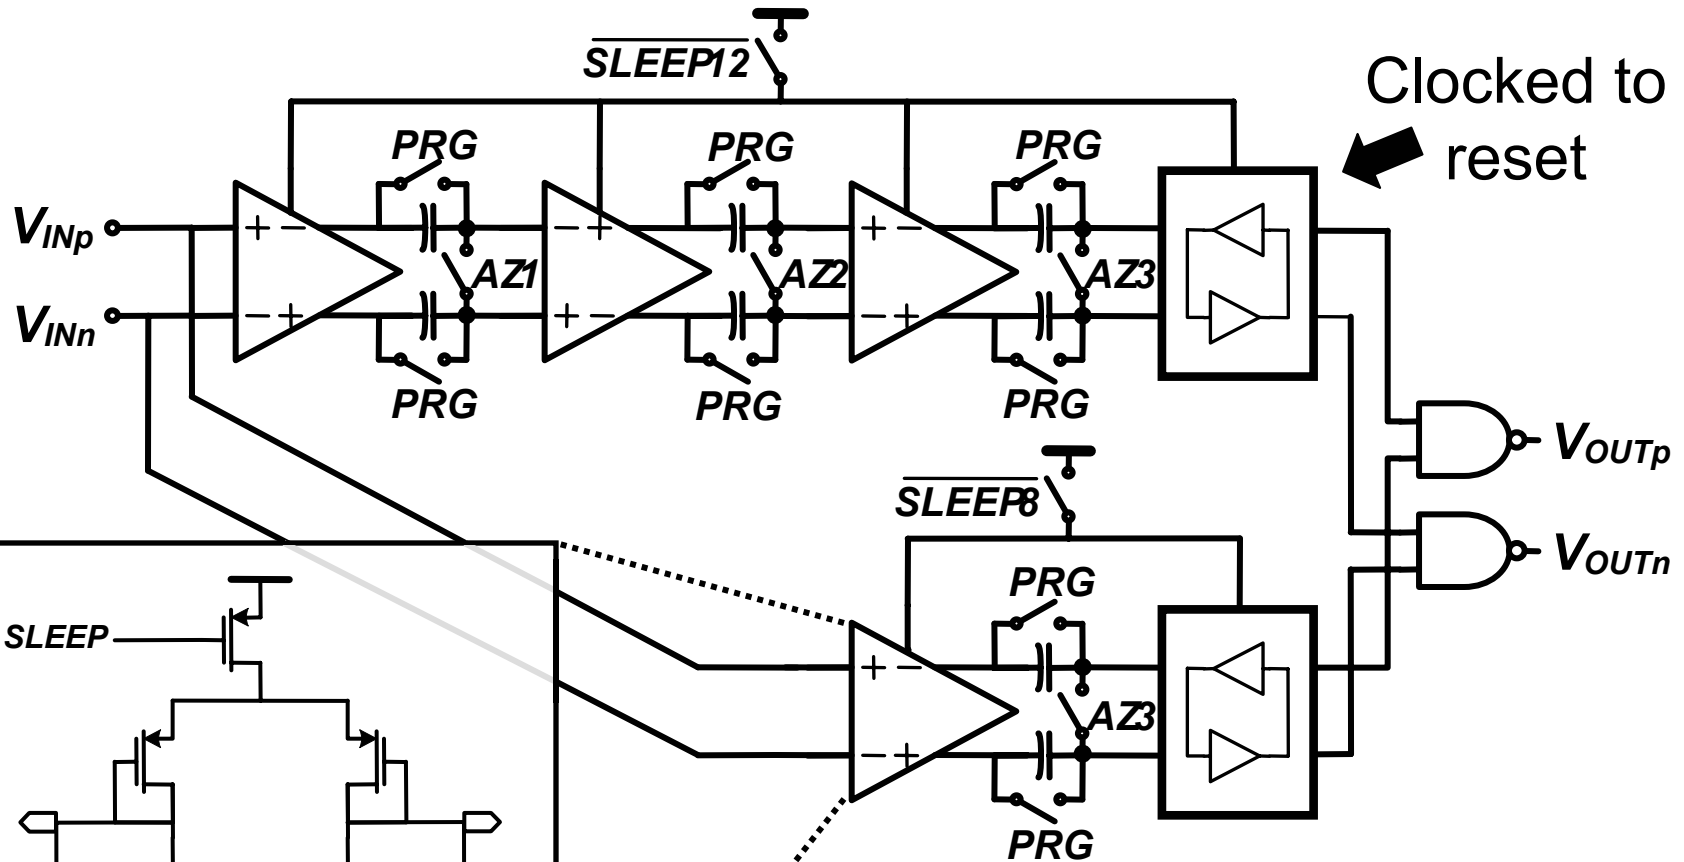 SLEEP12
Clocked to
reset
PRG
PRG
PRG
VINp
+ −
+ −
+ −
AZ1
AZ2
AZ3
VINn
− +
− +
− +
PRG
PRG
PRG
VOUTp
SLEEP8
VOUTn
PRG
SLEEP
+ −
AZ3
− +
PRG